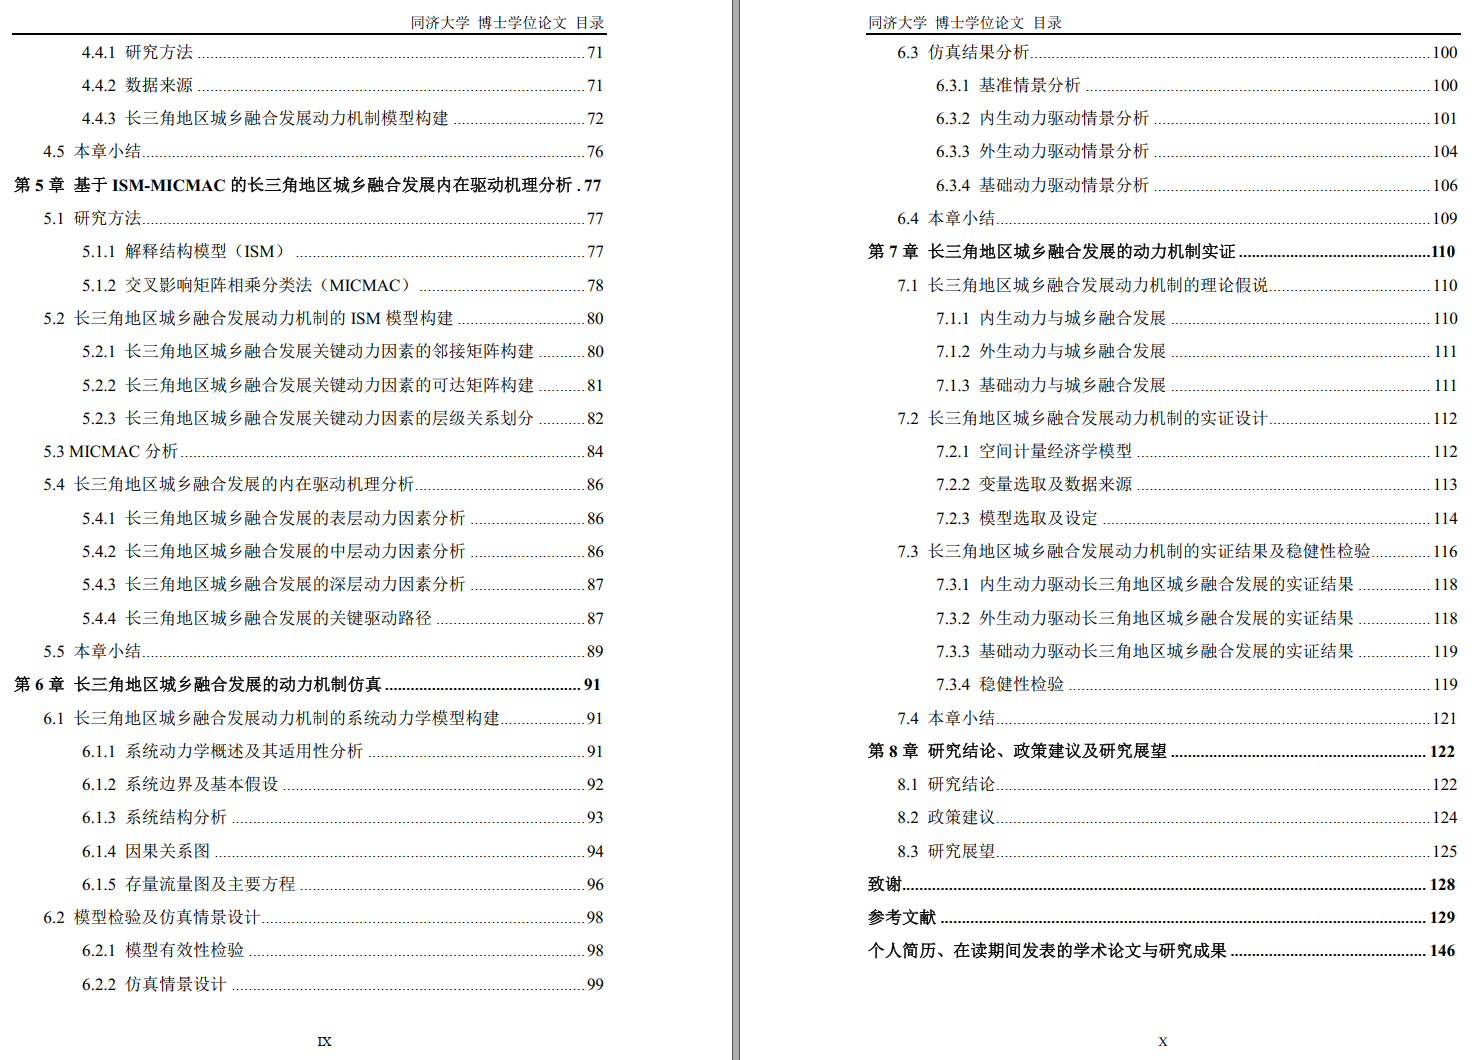 同济大学 博士学位论文 目录
4.4.1 研究方法 ........ 71
4.4.2 数据来源 ........ 71
4.4.3 长三角地区城乡融合发展动力机制模型构建 ........ 72
4.5 本章小结 ........ 76
第 5 章 基于 ISM-MICMAC 的长三角地区城乡融合发展内在驱动机理分析 . 77
5.1 研究方法 ........ 77
5.1.1 解释结构模型（ISM） ........ 77
5.1.2 交叉影响矩阵相乘分类法（MICMAC） ........ 78
5.2 长三角地区城乡融合发展动力机制的 ISM 模型构建 ........ 80
5.2.1 长三角地区城乡融合发展关键动力因素的邻接矩阵构建 ........ 80
5.2.2 长三角地区城乡融合发展关键动力因素的可达矩阵构建 ........ 81
5.2.3 长三角地区城乡融合发展关键动力因素的层级关系划分 ........ 82
5.3 MICMAC 分析 ........ 84
5.4 长三角地区城乡融合发展的内在驱动机理分析 ........ 86
5.4.1 长三角地区城乡融合发展的表层动力因素分析 ........ 86
5.4.2 长三角地区城乡融合发展的中层动力因素分析 ........ 86
5.4.3 长三角地区城乡融合发展的深层动力因素分析 ........ 87
5.4.4 长三角地区城乡融合发展的关键驱动路径 ........ 87
5.5 本章小结 ........ 89
第 6 章 长三角地区城乡融合发展的动力机制仿真 ........ 91
6.1 长三角地区城乡融合发展动力机制的系统动力学模型构建 ........ 91
6.1.1 系统动力学概述及其适用性分析 ........ 91
6.1.2 系统边界及基本假设 ........ 92
6.1.3 系统结构分析 ........ 93
6.1.4 因果关系图 ........ 94
6.1.5 存量流量图及主要方程 ........ 96
6.2 模型检验及仿真情景设计 ........ 98
6.2.1 模型有效性检验 ........ 98
6.2.2 仿真情景设计 ........ 99
IX
同济大学 博士学位论文 目录
6.3 仿真结果分析 ........ 100
6.3.1 基准情景分析 ........ 100
6.3.2 内生动力驱动情景分析 ........ 101
6.3.3 外生动力驱动情景分析 ........ 104
6.3.4 基础动力驱动情景分析 ........ 106
6.4 本章小结 ........ 109
第 7 章 长三角地区城乡融合发展的动力机制实证 ........ 110
7.1 长三角地区城乡融合发展动力机制的理论假说 ........ 110
7.1.1 内生动力与城乡融合发展 ........ 110
7.1.2 外生动力与城乡融合发展 ........ 111
7.1.3 基础动力与城乡融合发展 ........ 111
7.2 长三角地区城乡融合发展动力机制的实证设计 ........ 112
7.2.1 空间计量经济学模型 ........ 112
7.2.2 变量选取及数据来源 ........ 113
7.2.3 模型选取及设定 ........ 114
7.3 长三角地区城乡融合发展动力机制的实证结果及稳健性检验 ........ 116
7.3.1 内生动力驱动长三角地区城乡融合发展的实证结果 ........ 118
7.3.2 外生动力驱动长三角地区城乡融合发展的实证结果 ........ 118
7.3.3 基础动力驱动长三角地区城乡融合发展的实证结果 ........ 119
7.3.4 稳健性检验 ........ 119
7.4 本章小结 ........ 121
第 8 章 研究结论、政策建议及研究展望 ........ 122
8.1 研究结论 ........ 122
8.2 政策建议 ........ 124
8.3 研究展望 ........ 125
致谢 ........ 128
参考文献 ........ 129
个人简历、在读期间发表的学术论文与研究成果 ........ 146
X